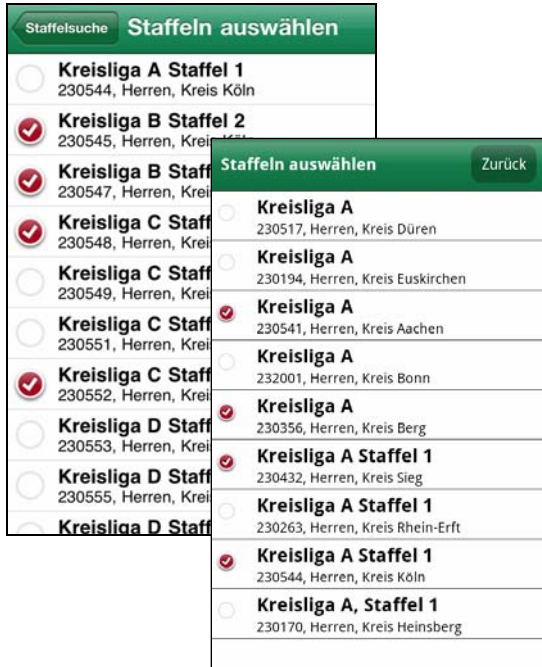 Staffelsuche Staffeln auswählen
Kreisliga A Staffel 1
230544, Herren, Kreis Köln
Kreisliga B Staffel 2
230545, Herren, Kreis Köln
Kreisliga B Staff
230547, Herren, Krei
Kreisliga C Staff
230548, Herren, Krei
Kreisliga C Staff
230549, Herren, Krei
Kreisliga C Staff
230551, Herren, Krei
Kreisliga C Staff
230552, Herren, Krei
Kreisliga D Staff
230553, Herren, Krei
Kreisliga D Staff
230555, Herren, Krei
Kreisliga D Staff
Staffeln auswählen Zurück
Kreisliga A
230517, Herren, Kreis Düren
Kreisliga A
230194, Herren, Kreis Euskirchen
Kreisliga A
230541, Herren, Kreis Aachen
Kreisliga A
232001, Herren, Kreis Bonn
Kreisliga A
230356, Herren, Kreis Berg
Kreisliga A Staffel 1
230432, Herren, Kreis Sieg
Kreisliga A Staffel 1
230263, Herren, Kreis Rhein-Erft
Kreisliga A Staffel 1
230544, Herren, Kreis Köln
Kreisliga A, Staffel 1
230170, Herren, Kreis Heinsberg